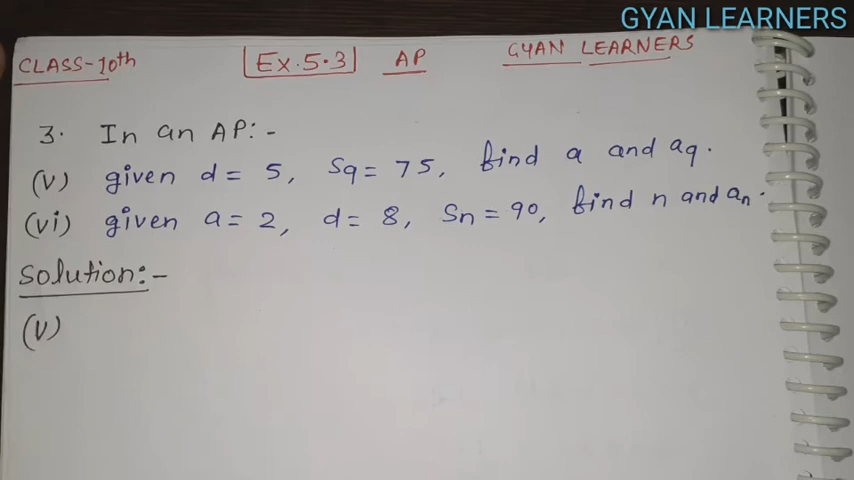 GYAN LEARNERS
CLASS-10th Ex.5.3 AP GYAN LEARNERS
3. In an AP:-
(v) given d = 5, S9 = 75, find a and a9.
(vi) given a = 2, d = 8, Sn = 90, find n and an.
Solution:-
(v)